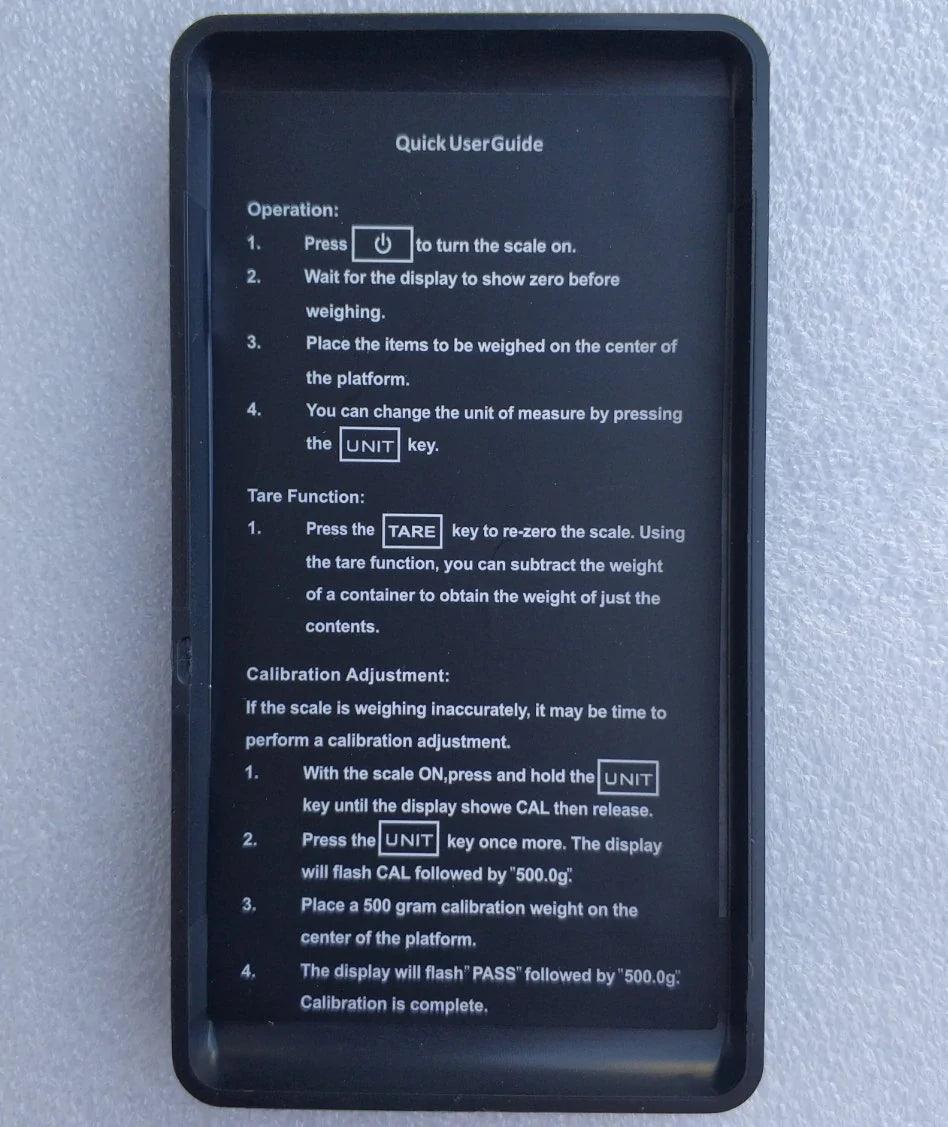 Quick User Guide
Operation:
1. Press ⏻ to turn the scale on.
2. Wait for the display to show zero before
weighing.
3. Place the items to be weighed on the center of
the platform.
4. You can change the unit of measure by pressing
the UNIT key.
Tare Function:
1. Press the TARE key to re-zero the scale. Using
the tare function, you can subtract the weight
of a container to obtain the weight of just the
contents.
Calibration Adjustment:
If the scale is weighing inaccurately, it may be time to
perform a calibration adjustment.
1. With the scale ON,press and hold the UNIT
key until the display showe CAL then release.
2. Press the UNIT key once more. The display
will flash CAL followed by "500.0g".
3. Place a 500 gram calibration weight on the
center of the platform.
4. The display will flash" PASS" followed by "500.0g".
Calibration is complete.